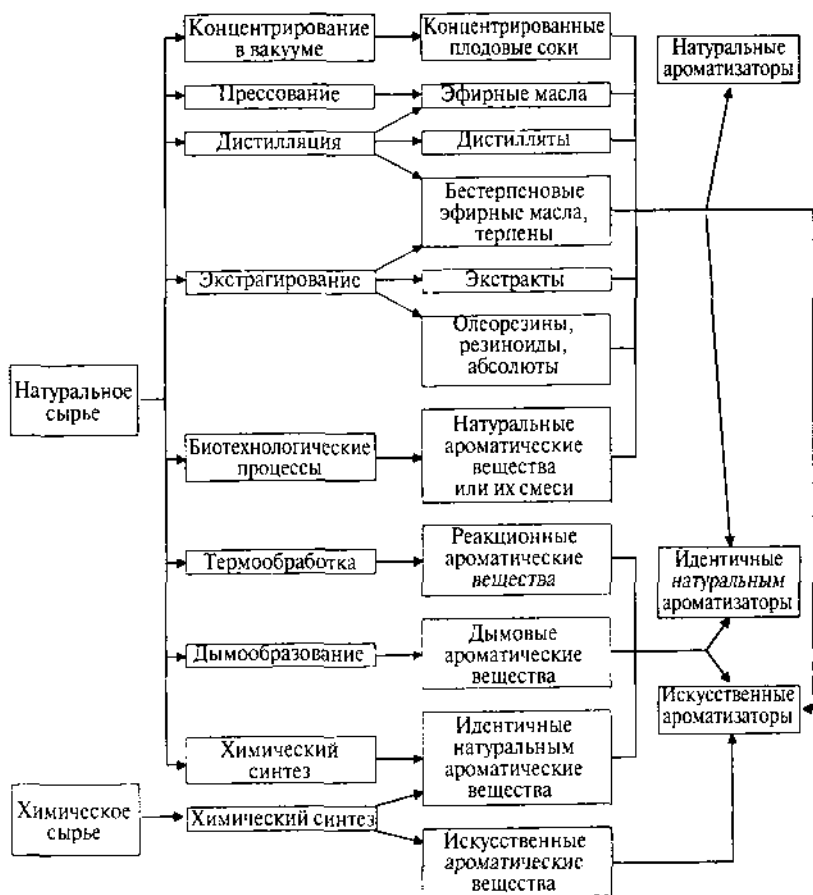 Концентрирование
в вакууме
Концентрированные
плодовые соки
Натуральные
ароматизаторы
Прессование
Эфирные масла
Дистилляция
Дистилляты
Бестерпеновые
эфирные масла,
терпены
Экстрагирование
Экстракты
Олеорезины,
резиноиды,
абсолюты
Натуральное
сырье
Биотехнологические
процессы
Натуральные
ароматические
вещества
или их смеси
Термообработка
Реакционные
ароматические
вещества
Идентичные
натуральным
ароматизаторы
Дымообразование
Дымовые
ароматические
вещества
Искусственные
ароматизаторы
Химический
синтез
Идентичные
натуральным
ароматические
вещества
Химическое
сырье
Химический синтез
Искусственные
ароматические
вещества